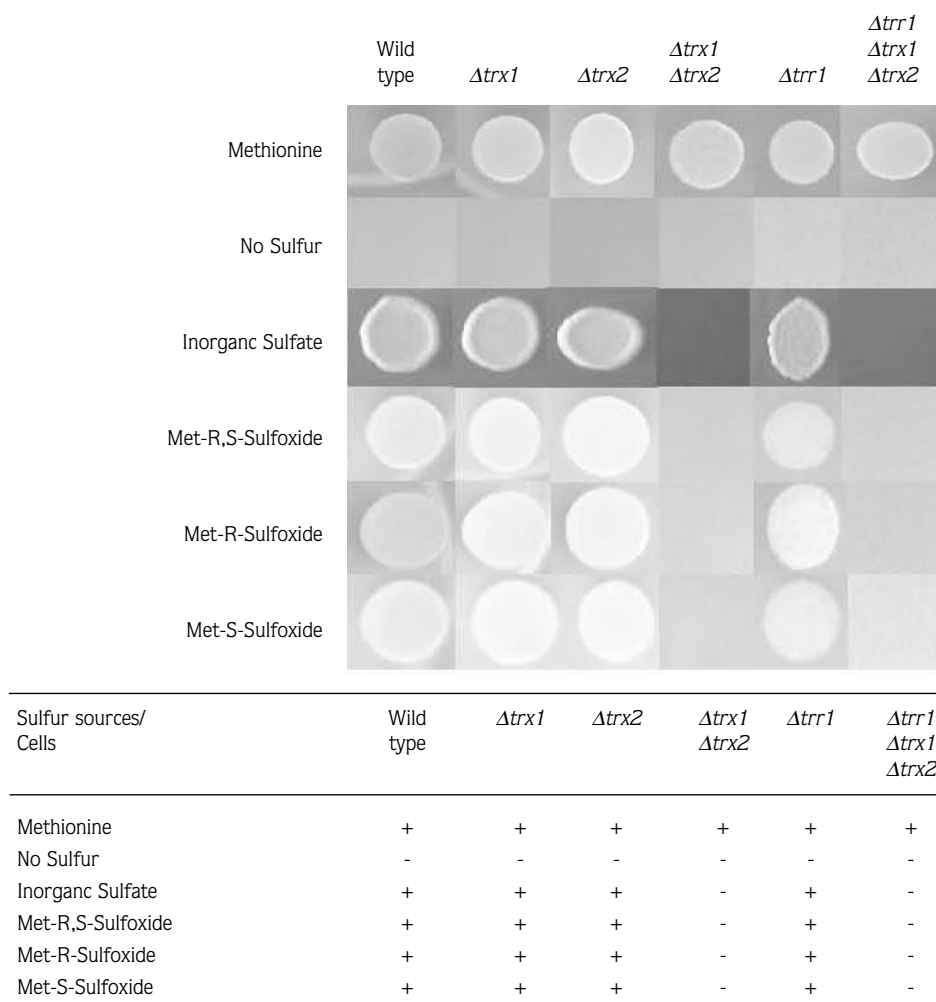 Wild type Δtrx1 Δtrx2 Δtrx1 Δtrx2 Δtrr1 Δtrr1 Δtrx1 Δtrx2
Methionine
No Sulfur
Inorganc Sulfate
Met-R,S-Sulfoxide
Met-R-Sulfoxide
Met-S-Sulfoxide
Sulfur sources/ Cells Wild type Δtrx1 Δtrx2 Δtrx1 Δtrx2 Δtrr1 Δtrr1 Δtrx1 Δtrx2
Methionine + + + + + +
No Sulfur - - - - - -
Inorganc Sulfate + + + - + -
Met-R,S-Sulfoxide + + + - + -
Met-R-Sulfoxide + + + - + -
Met-S-Sulfoxide + + + - + -